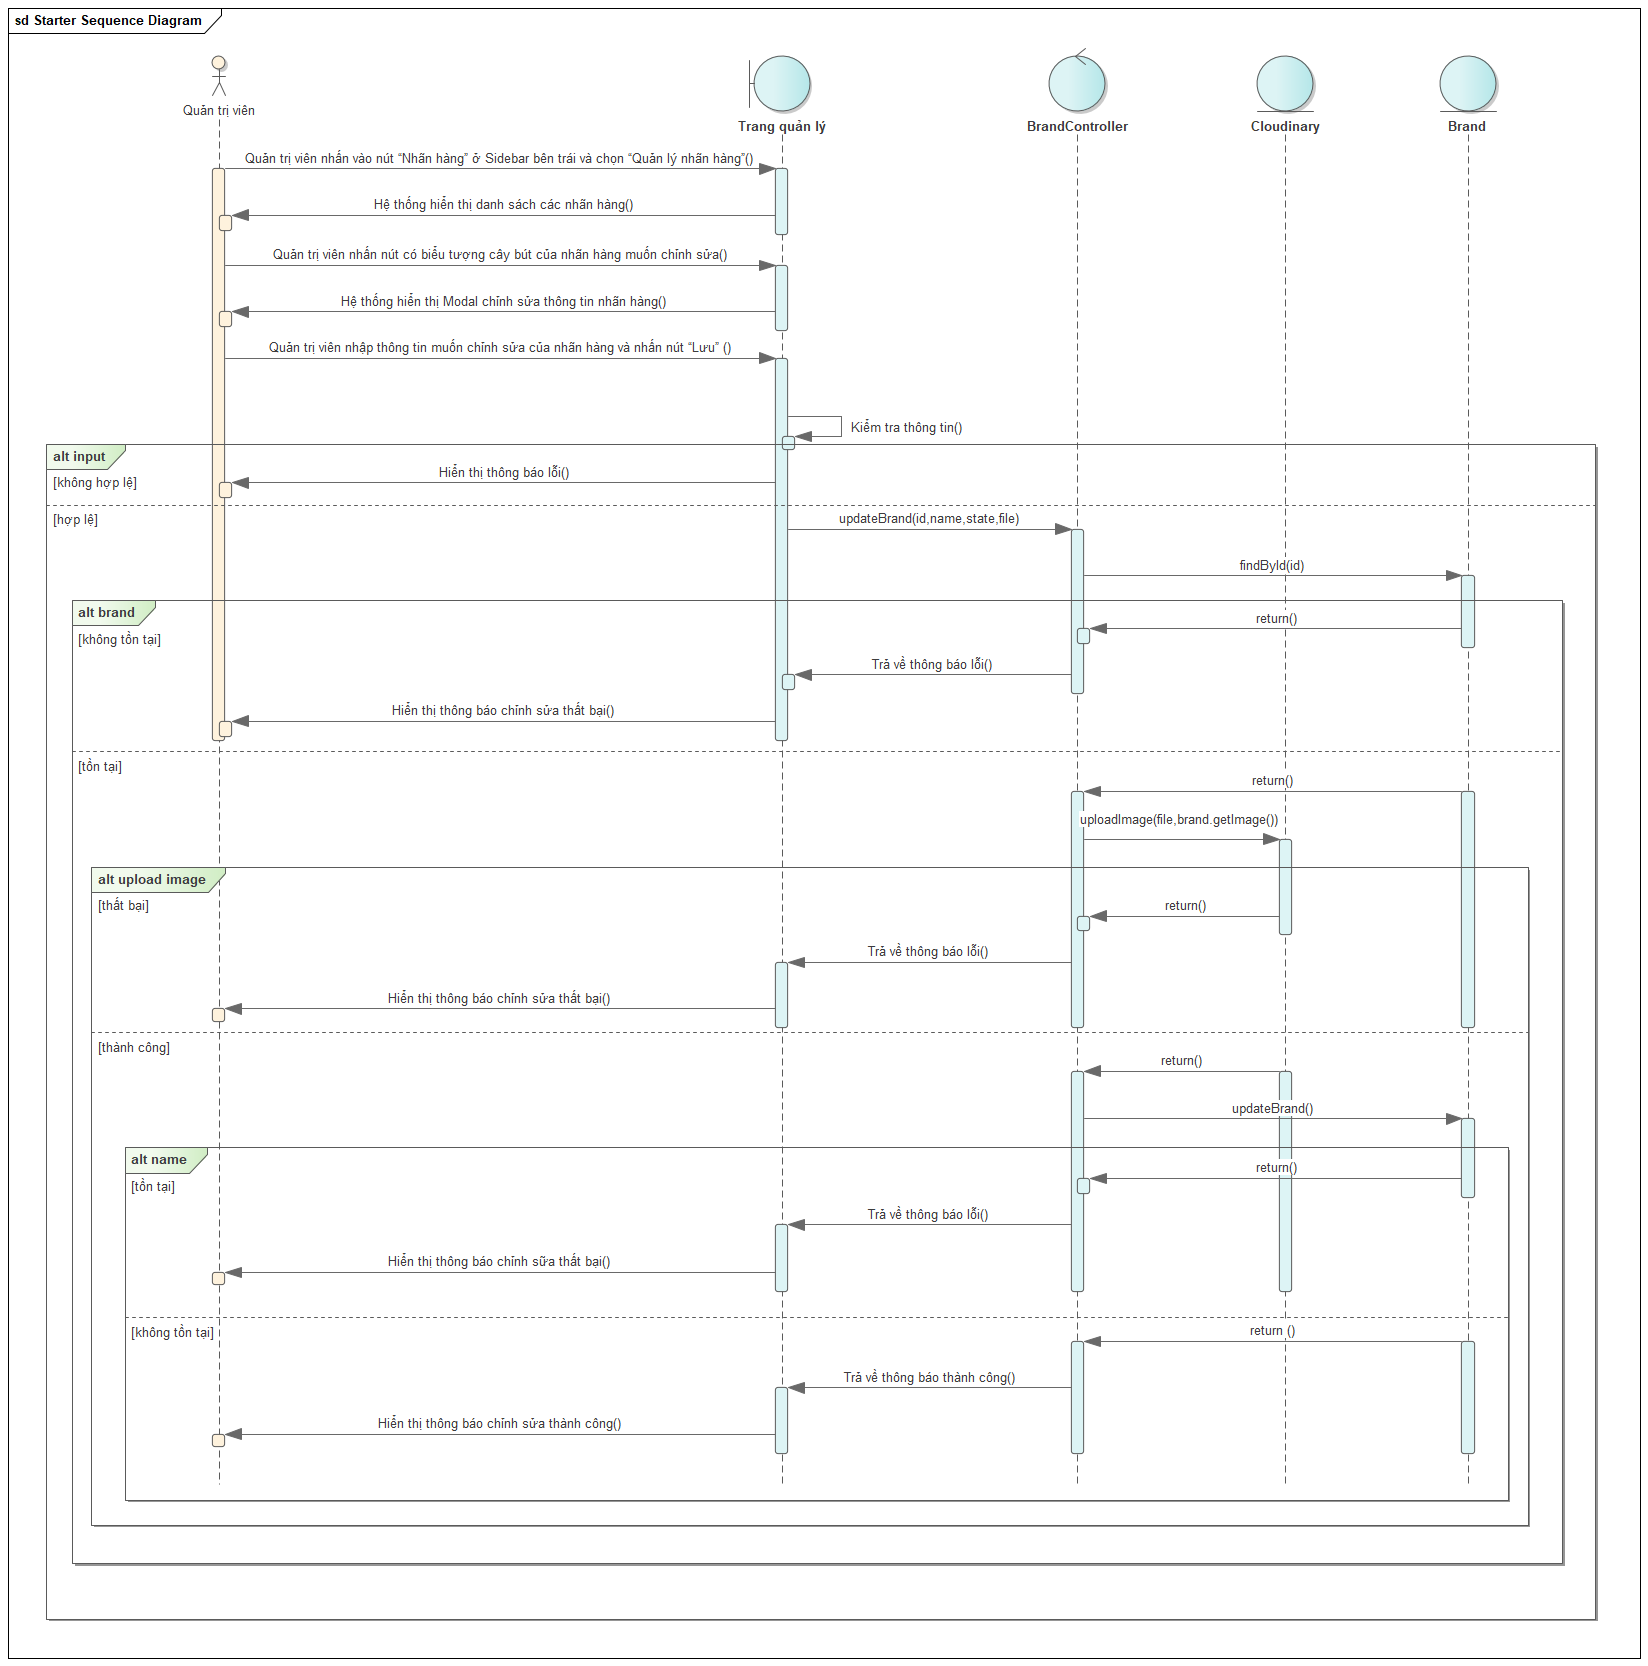 sd Starter Sequence Diagram
Quản trị viên
Trang quản lý
BrandController
Cloudinary
Brand
Quản trị viên nhấn vào nút “Nhãn hàng” ở Sidebar bên trái và chọn “Quản lý nhãn hàng”()
Hệ thống hiển thị danh sách các nhãn hàng()
Quản trị viên nhấn nút có biểu tượng cây bút của nhãn hàng muốn chỉnh sửa()
Hệ thống hiển thị Modal chỉnh sửa thông tin nhãn hàng()
Quản trị viên nhập thông tin muốn chỉnh sửa của nhãn hàng và nhấn nút “Lưu” ()
Kiểm tra thông tin()
alt input
[không hợp lệ]
Hiển thị thông báo lỗi()
[hợp lệ]
updateBrand(id,name,state,file)
findById(id)
alt brand
[không tồn tại]
return()
Trả về thông báo lỗi()
Hiển thị thông báo chỉnh sửa thất bại()
[tồn tại]
return()
uploadImage(file,brand.getImage())
alt upload image
[thất bại]
return()
Trả về thông báo lỗi()
Hiển thị thông báo chỉnh sửa thất bại()
[thành công]
return()
updateBrand()
alt name
[tồn tại]
return()
Trả về thông báo lỗi()
Hiển thị thông báo chỉnh sữa thất bại()
[không tồn tại]
return ()
Trả về thông báo thành công()
Hiển thị thông báo chỉnh sửa thành công()